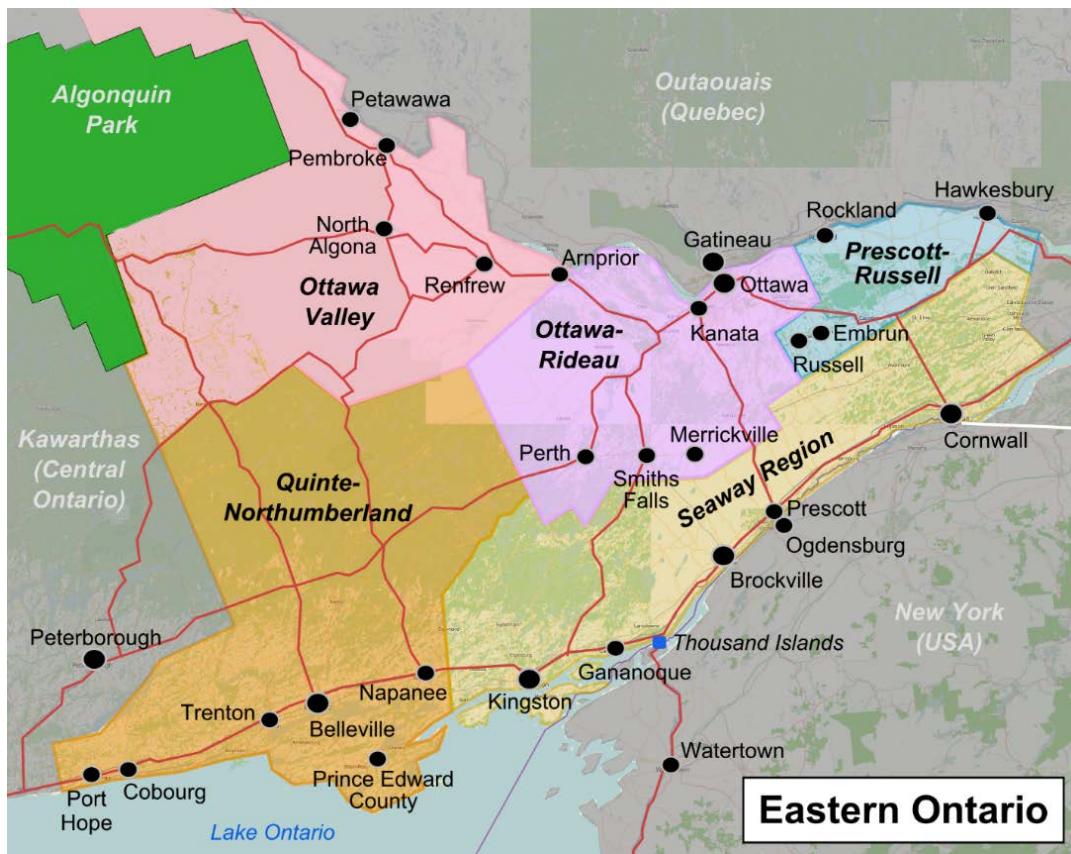 Algonquin
Park
Petawawa
Outaouais
(Quebec)
Pembroke
Hawkesbury
Rockland
North
Algona
Gatineau
Prescott-
Russell
Arnprior
Renfrew
Ottawa
Ottawa
Valley
Kanata
Ottawa-
Rideau
Embrun
Russell
Kawarthas
(Central
Ontario)
Cornwall
Merrickville
Perth
Smiths
Falls
Seaway Region
Quinte-
Northumberland
Prescott
Ogdensburg
Brockville
New York
(USA)
Peterborough
Thousand Islands
Gananoque
Napanee
Kingston
Trenton
Belleville
Watertown
Prince Edward
County
Port
Hope
Cobourg
Lake Ontario
Eastern Ontario